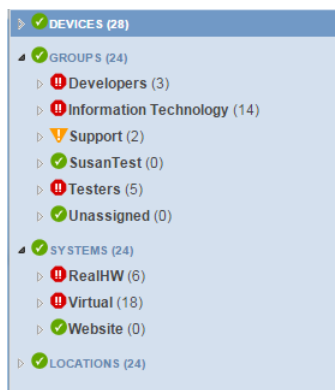 DEVICES (28)
GROUPS (24)
Developers (3)
Information Technology (14)
Support (2)
SusanTest (0)
Testers (5)
Unassigned (0)
SYSTEMS (24)
RealHW (6)
Virtual (18)
Website (0)
LOCATIONS (24)